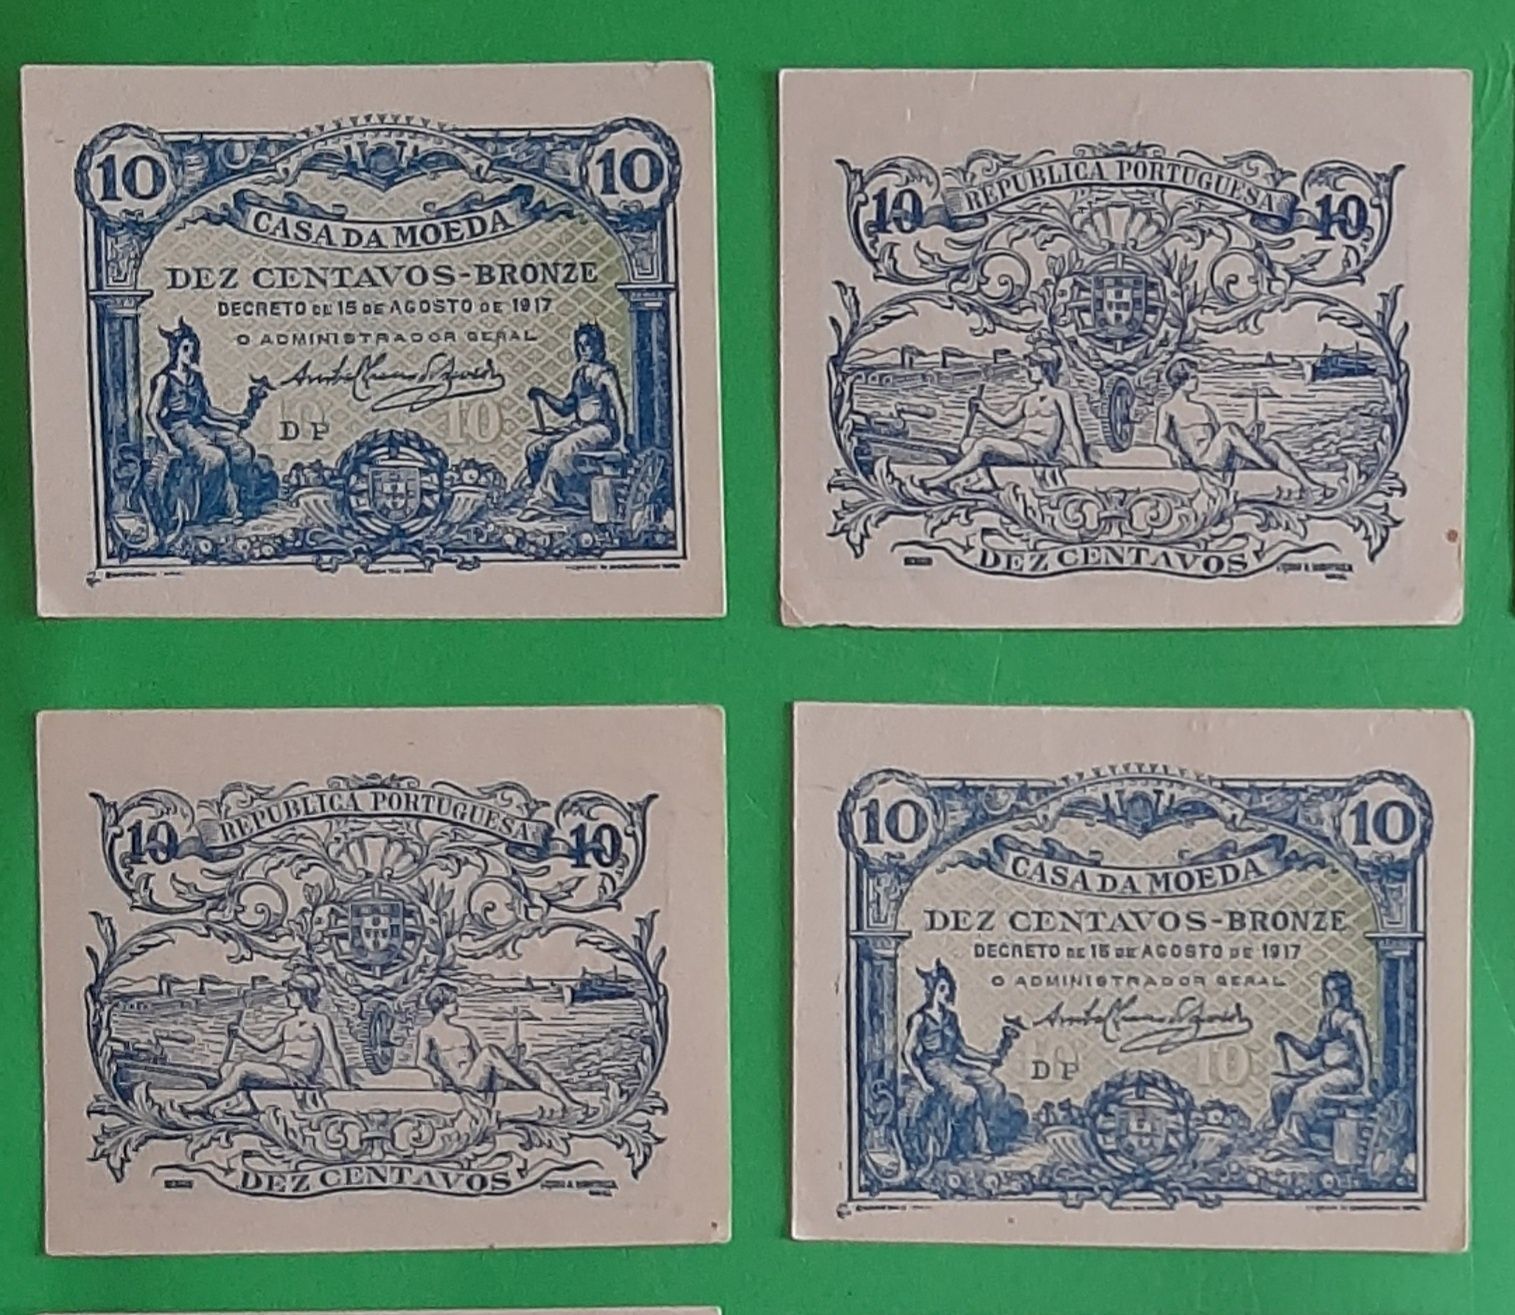 10 10
CASA DA MOEDA
DEZ CENTAVOS-BRONZE
DECRETO DE 15 DE AGOSTO DE 1917
O ADMINISTRADOR GERAL
DP 10
REPUBLICA PORTUGUESA
10 10
DEZ CENTAVOS
REPUBLICA PORTUGUESA
10 10
DEZ CENTAVOS
10 10
CASA DA MOEDA
DEZ CENTAVOS-BRONZE
DECRETO DE 15 DE AGOSTO DE 1917
O ADMINISTRADOR GERAL
DP 10